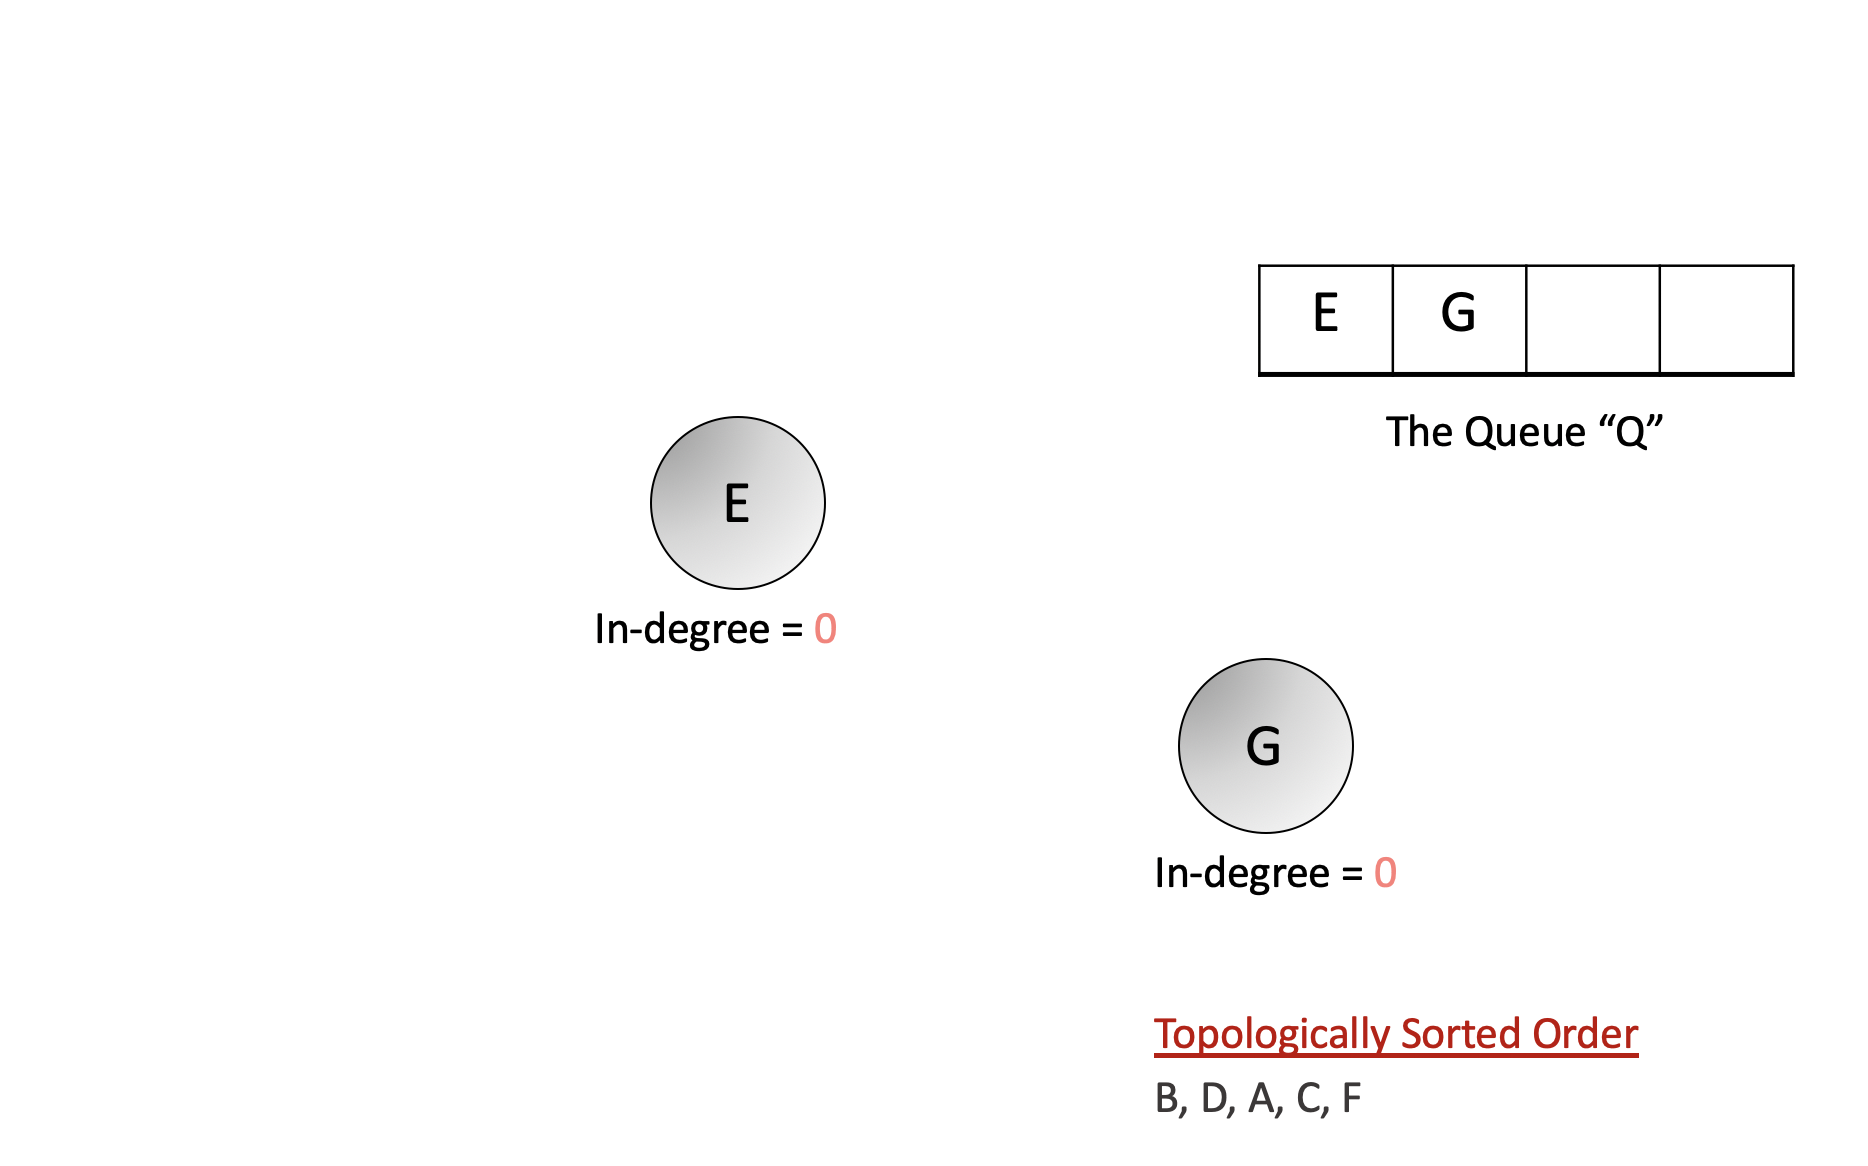 E G
The Queue “Q”
E
In-degree = 0
G
In-degree = 0
Topologically Sorted Order
B, D, A, C, F